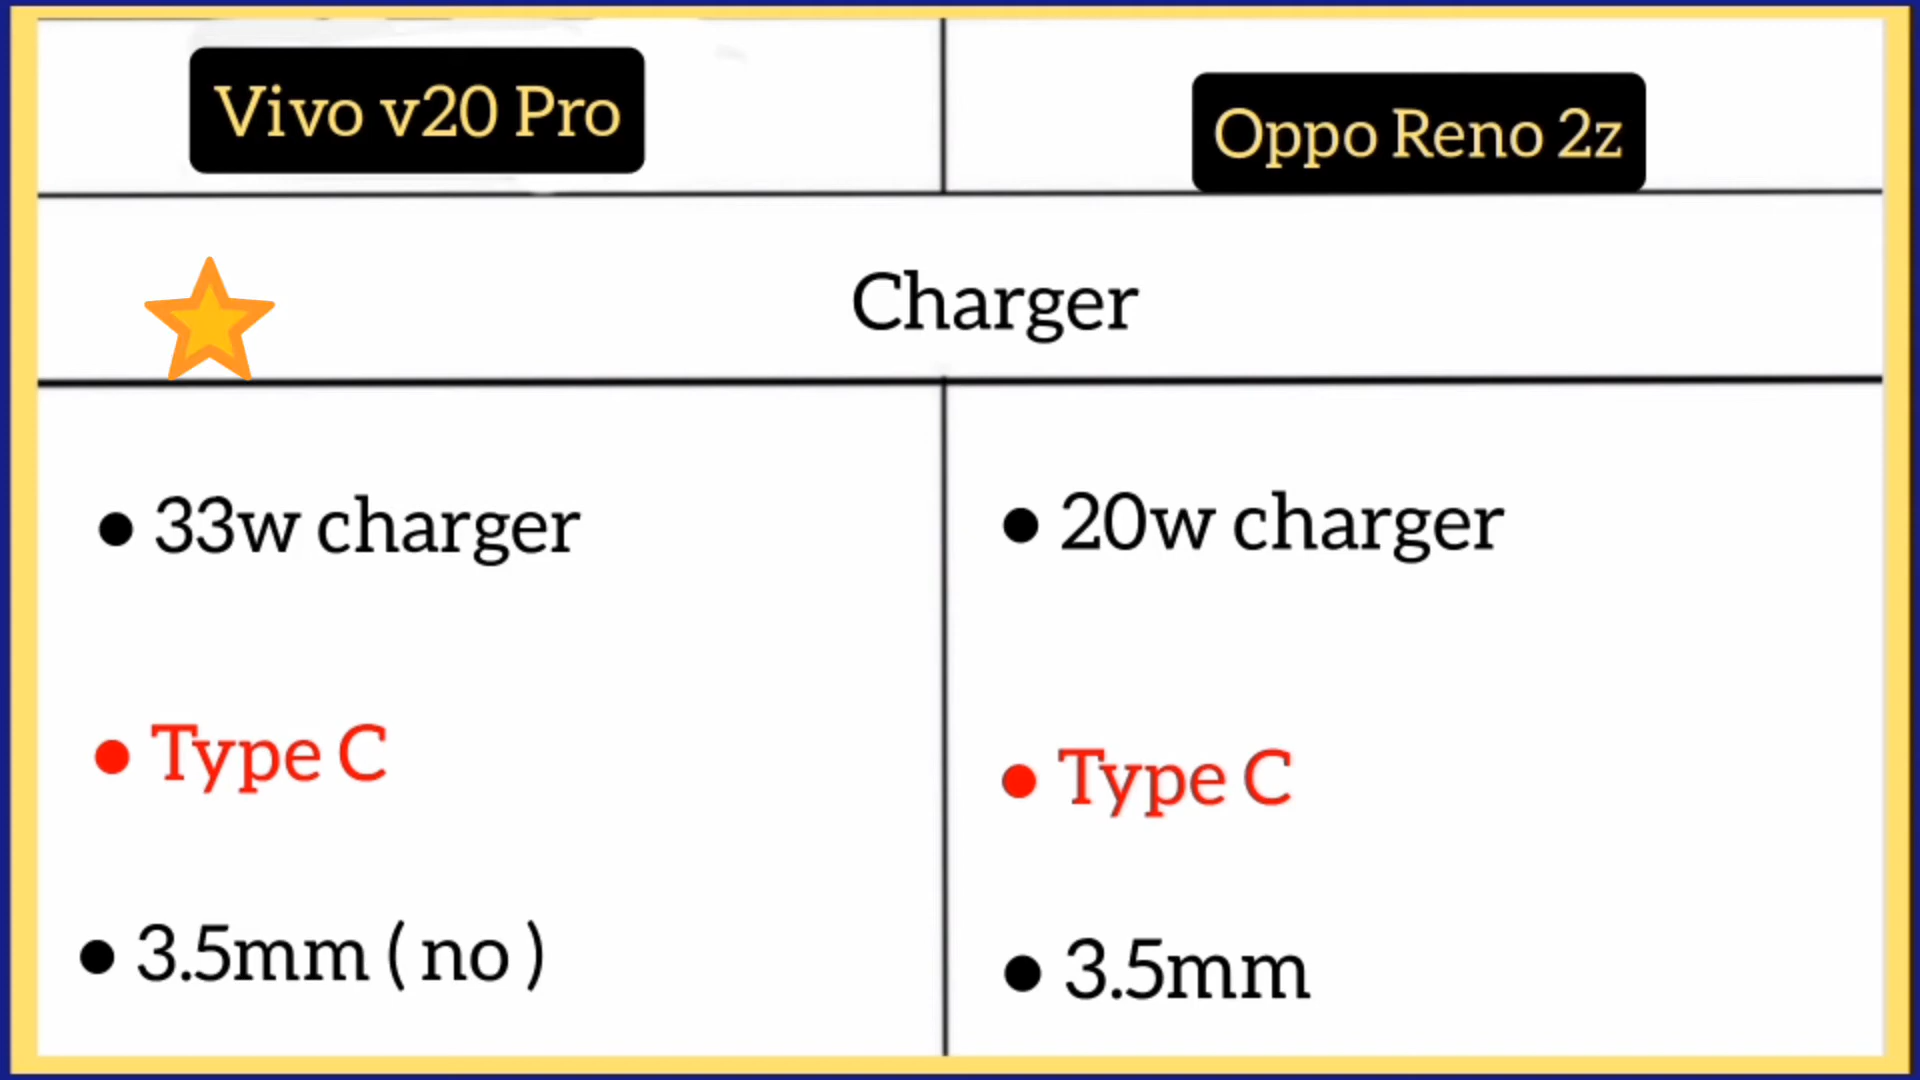 Vivo v20 Pro
Oppo Reno 2z
Charger
• 33w charger
• 20w charger
• Type C
• Type C
• 3.5mm ( no )
• 3.5mm